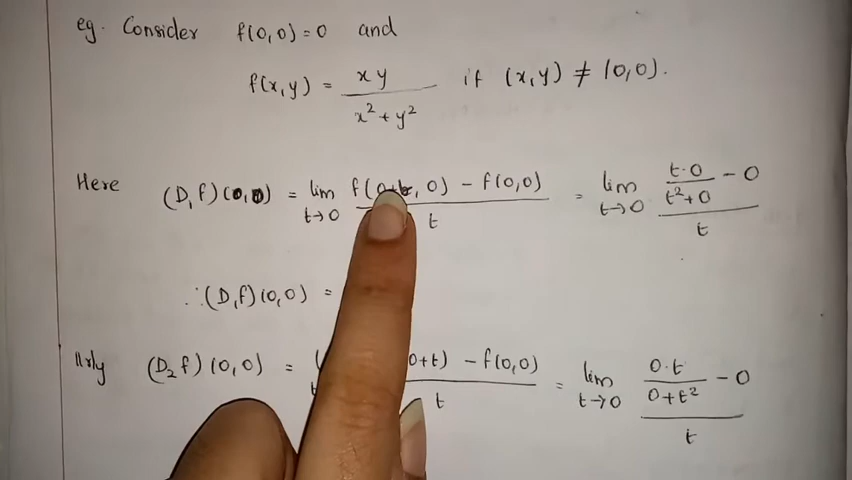 eg. Consider f(0,0)=0 and
f(x,y) = xy / x² + y² if (x,y) ≠ (0,0).
Here (D₁f)(0,0) = lim t→0 f(0+t, 0) − f(0,0) / t = lim t→0 t·0 / t²+0 − 0 / t
∴(D₁f)(0,0) =
lllrly (D₂f)(0,0) = 0+t) − f(0,0) / t = lim t→0 0·t / 0+t² − 0 / t